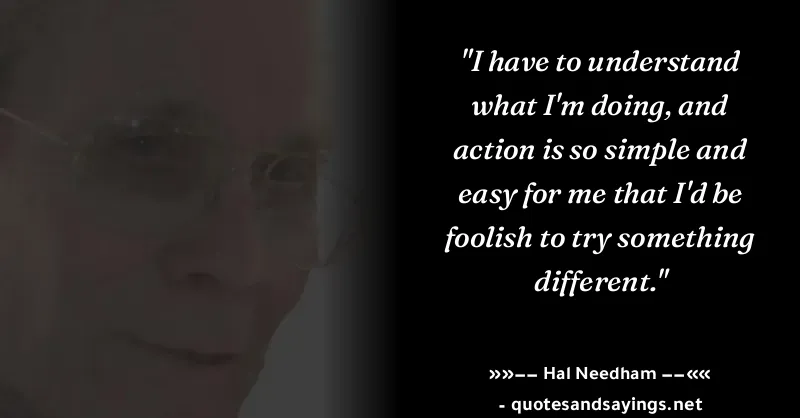 "I have to understand
what I'm doing, and
action is so simple and
easy for me that I'd be
foolish to try something
different."
»»−− Hal Needham −−««
- quotesandsayings.net